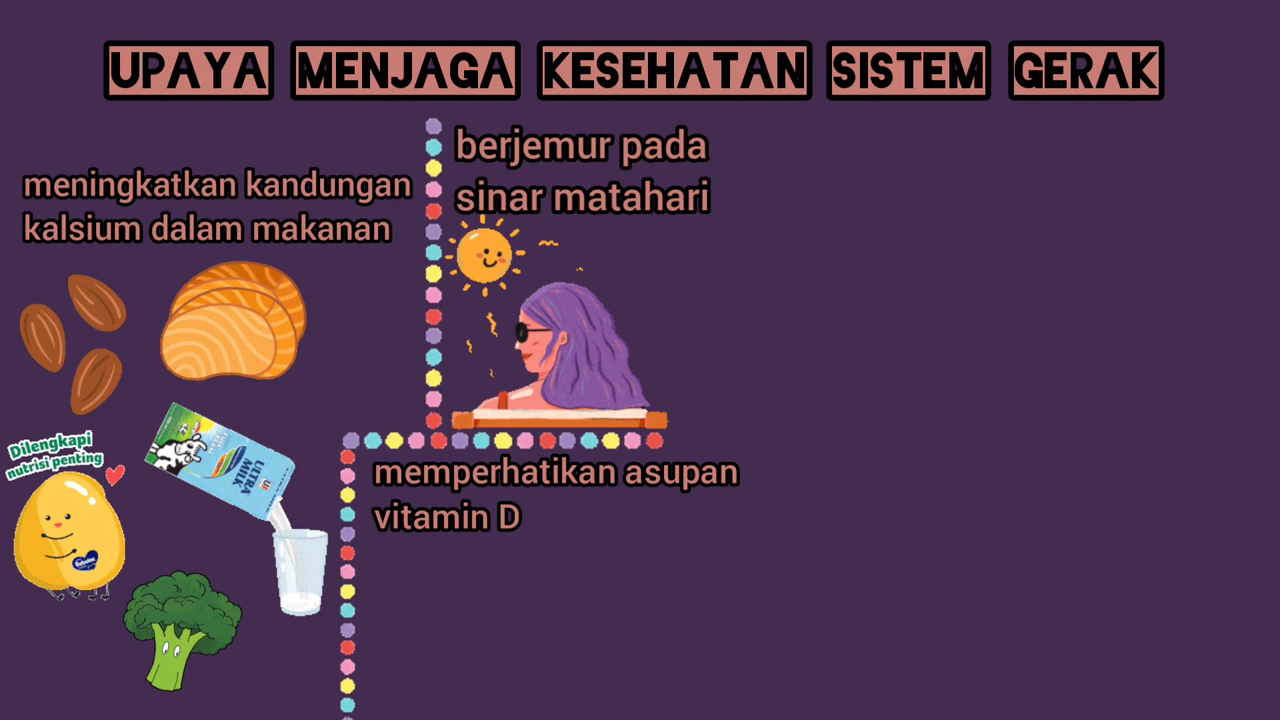 UPAYA MENJAGA KESEHATAN SISTEM GERAK
meningkatkan kandungan
kalsium dalam makanan
berjemur pada
sinar matahari
Dilengkapi
nutrisi penting
ULTRA
MILK
memperhatikan asupan
vitamin D